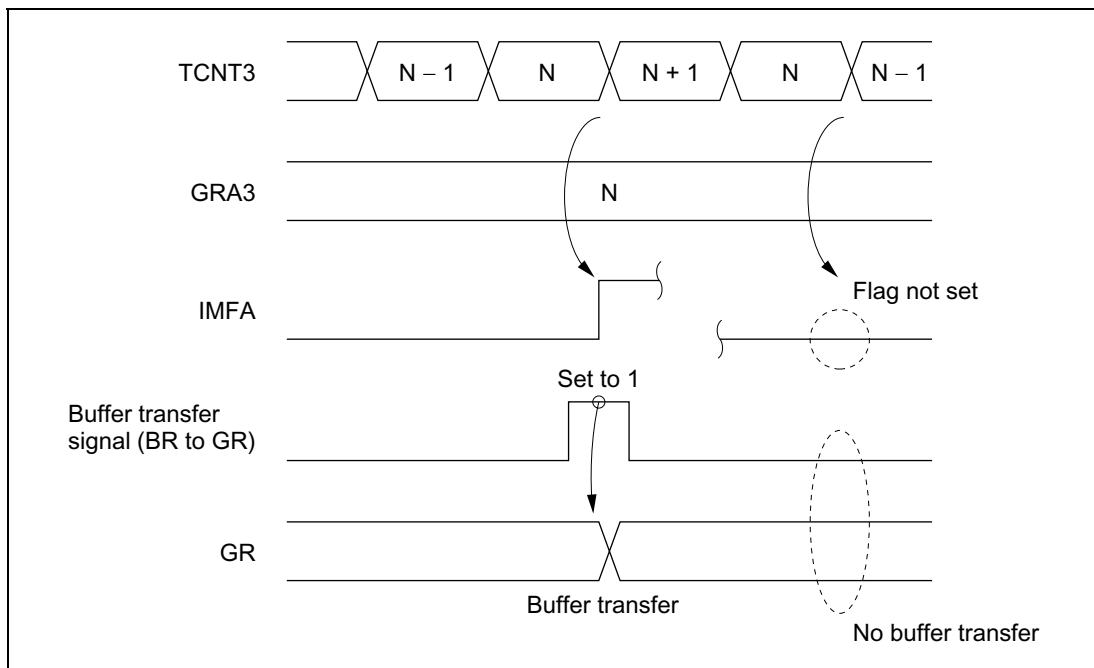 TCNT3
N – 1
N
N + 1
N
N – 1
GRA3
N
IMFA
Flag not set
Set to 1
Buffer transfer
signal (BR to GR)
GR
Buffer transfer
No buffer transfer